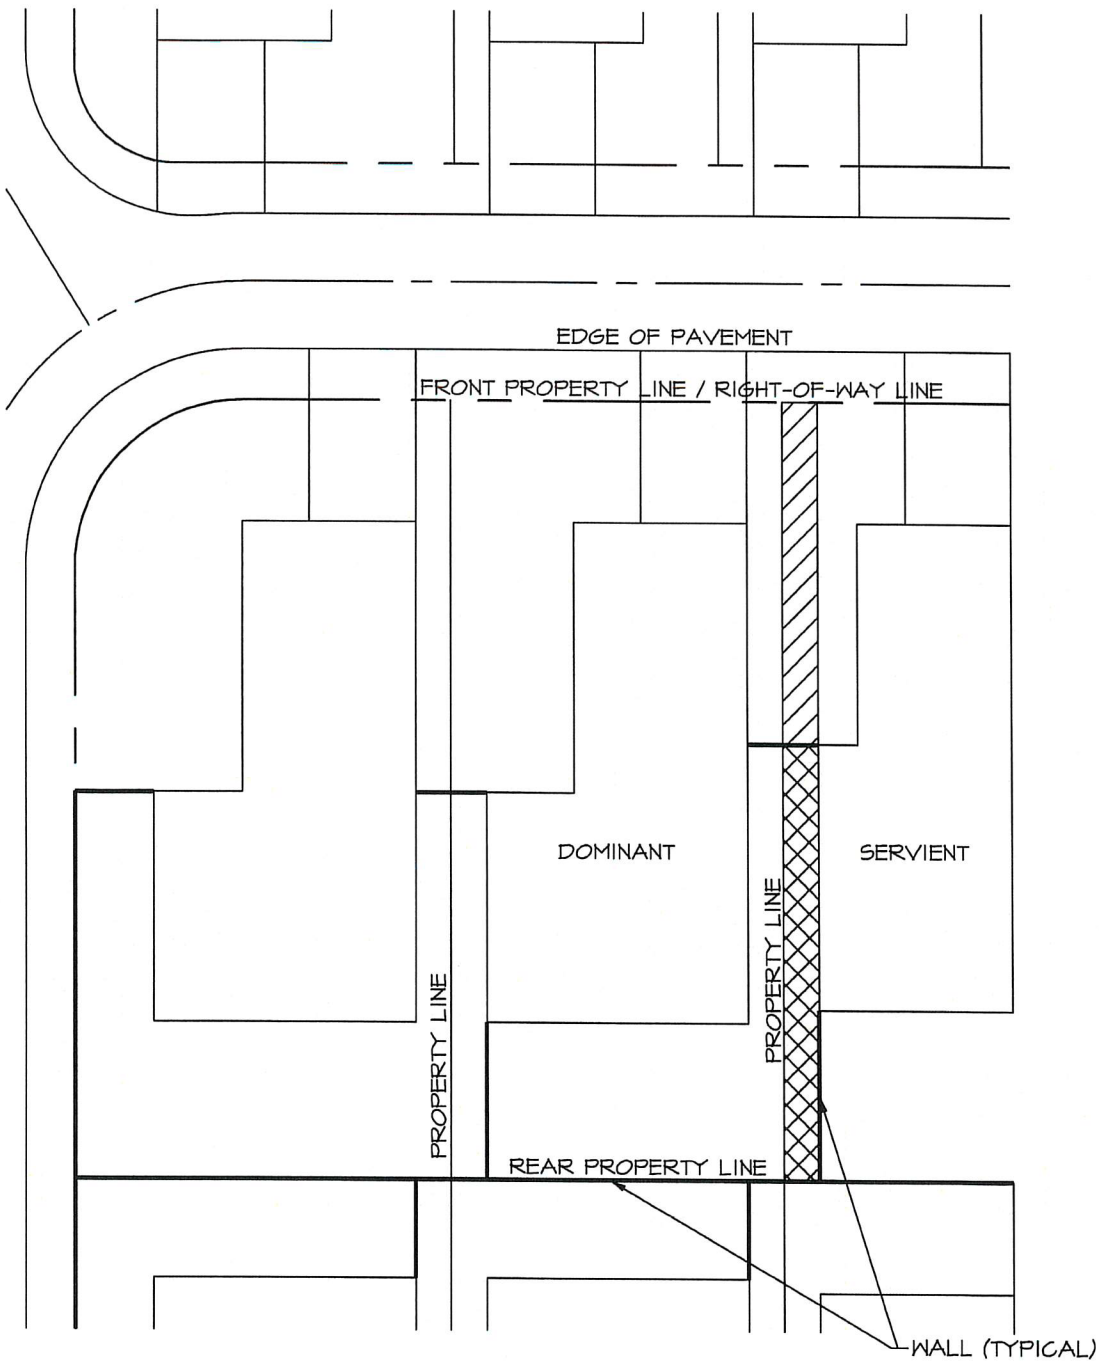 EDGE OF PAVEMENT
FRONT PROPERTY LINE / RIGHT-OF-WAY LINE
DOMINANT
SERVIENT
PROPERTY LINE
PROPERTY LINE
REAR PROPERTY LINE
WALL (TYPICAL)